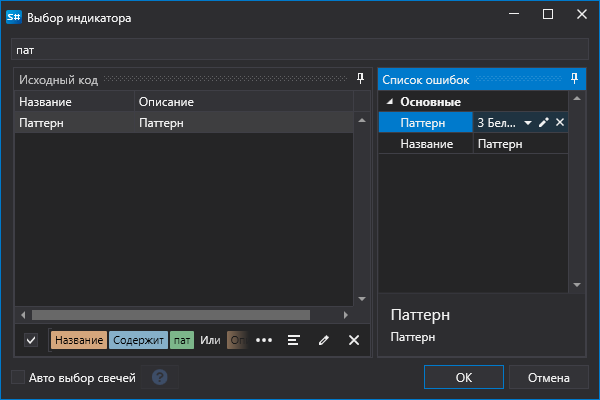 S# Выбор индикатора
пат
Исходный код
Название Описание
Паттерн Паттерн
Название Содержит пат Или Оп
Список ошибок
Основные
Паттерн 3 Бел...
Название Паттерн
Паттерн
Паттерн
Авто выбор свечей ?
OK Отмена